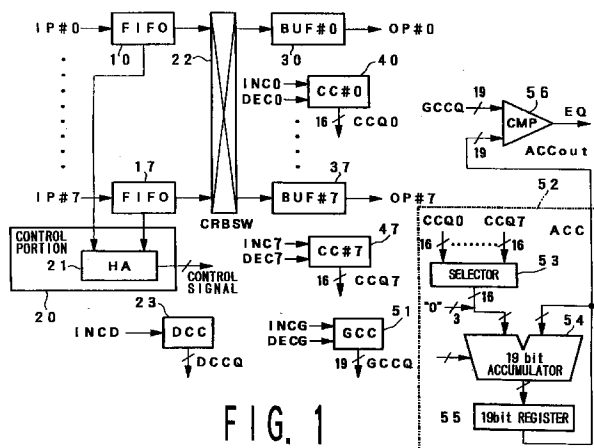 IP#0 FIFO 10 22 BUF#0 30 OP#0
INC0 DEC0 CC#0 40 16 CCQ0
GCCQ 19 CMP 56 EQ
19 ACCout
IP#7 FIFO 17 CRBSW BUF#7 37 OP#7
52
CONTROL PORTION 21 HA CONTROL SIGNAL 20
INC7 DEC7 CC#7 47 16 CCQ7
CCQ0 CCQ7 ACC
16 16
SELECTOR 53
16
"0" 3
INCD DCC 23 DCCQ
INCG DECG GCC 51 19 GCCQ
19 bit ACCUMULATOR 54
55 19bit REGISTER
FIG. 1